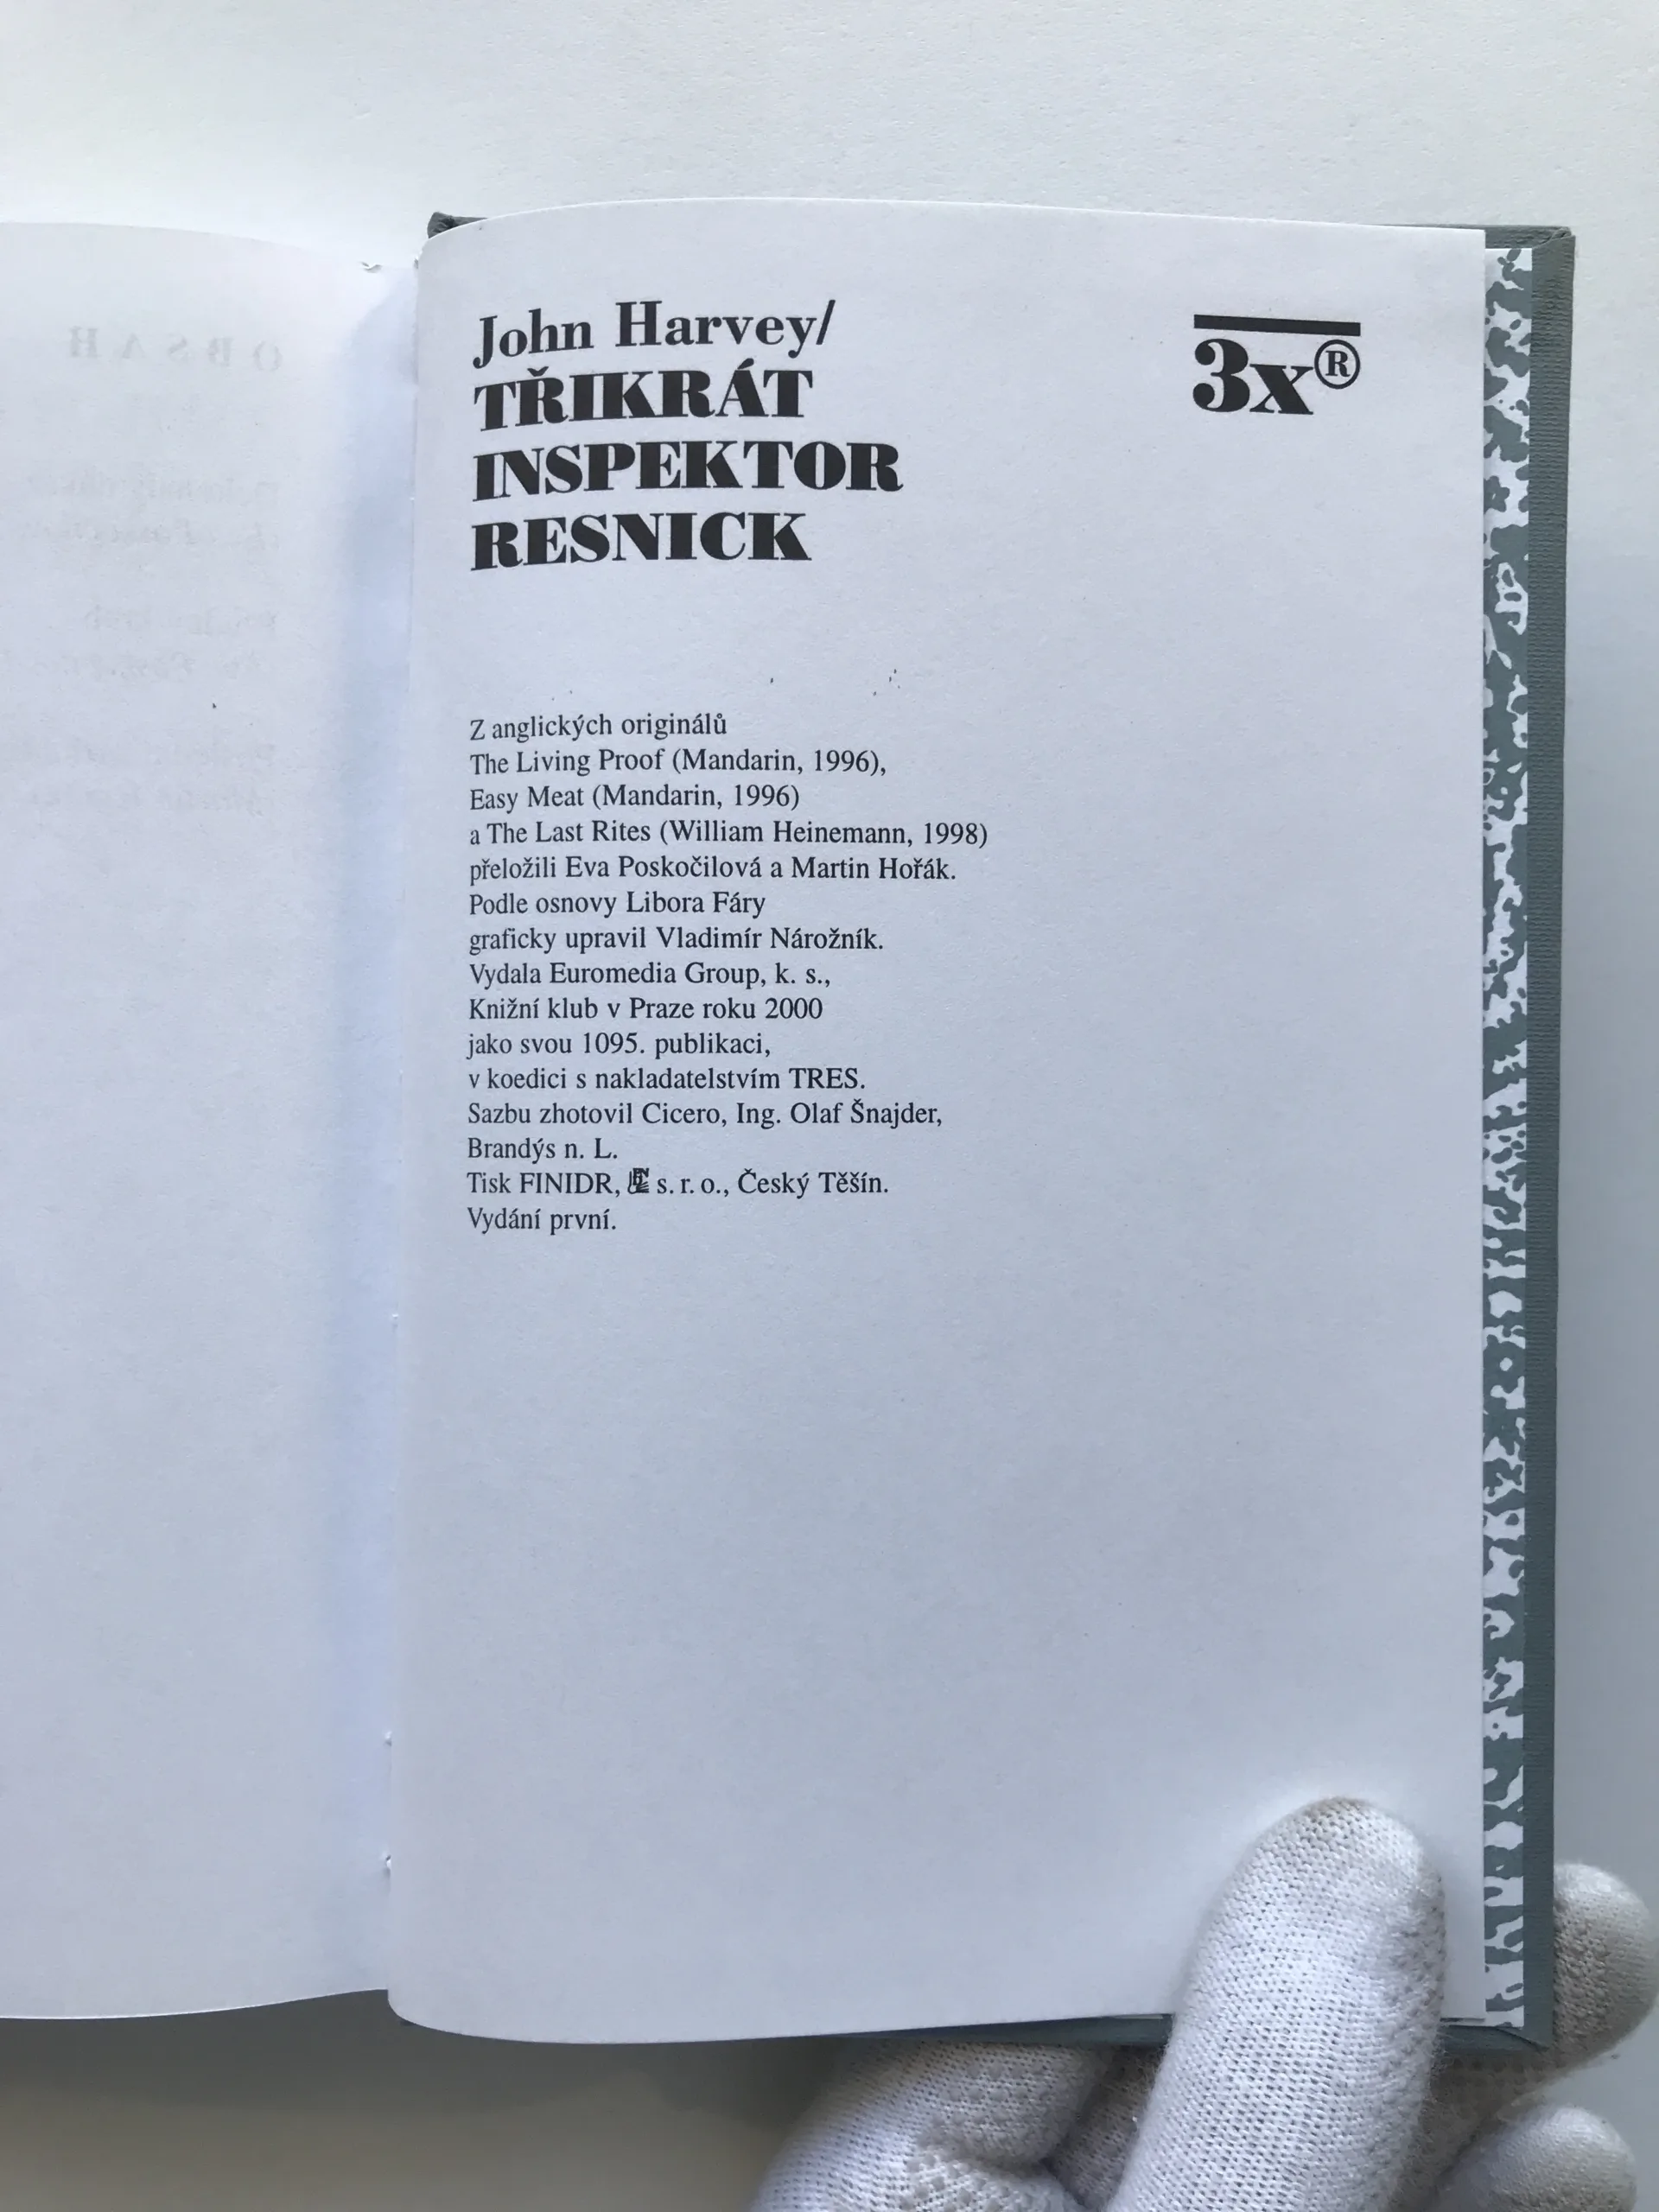 John Harvey/
TŘIKRÁT
INSPEKTOR
RESNICK
3x®
Z anglických originálů
The Living Proof (Mandarin, 1996),
Easy Meat (Mandarin, 1996)
a The Last Rites (William Heinemann, 1998)
přeložili Eva Poskočilová a Martin Hořák.
Podle osnovy Libora Fáry
graficky upravil Vladimír Nárožník.
Vydala Euromedia Group, k. s.,
Knižní klub v Praze roku 2000
jako svou 1095. publikaci,
v koedici s nakladatelstvím TRES.
Sazbu zhotovil Cicero, Ing. Olaf Šnajder,
Brandýs n. L.
Tisk FINIDR, s. r. o., Český Těšín.
Vydání první.
OBSAH